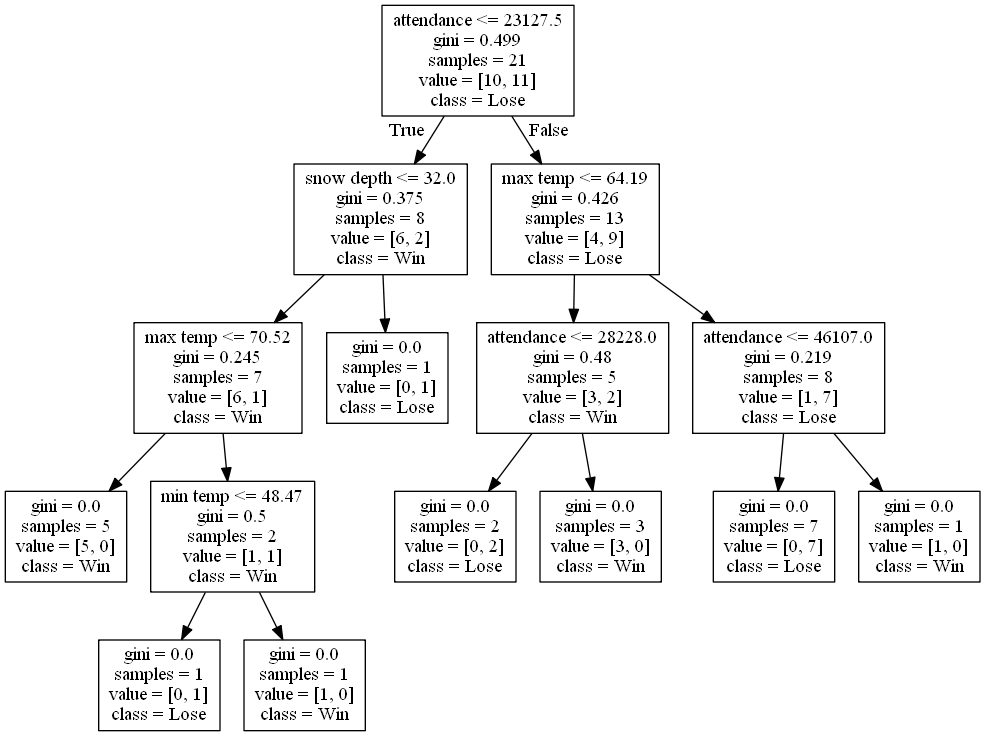 attendance <= 23127.5
gini = 0.499
samples = 21
value = [10, 11]
class = Lose
True
False
snow depth <= 32.0
gini = 0.375
samples = 8
value = [6, 2]
class = Win
max temp <= 64.19
gini = 0.426
samples = 13
value = [4, 9]
class = Lose
max temp <= 70.52
gini = 0.245
samples = 7
value = [6, 1]
class = Win
gini = 0.0
samples = 1
value = [0, 1]
class = Lose
attendance <= 28228.0
gini = 0.48
samples = 5
value = [3, 2]
class = Win
attendance <= 46107.0
gini = 0.219
samples = 8
value = [1, 7]
class = Lose
gini = 0.0
samples = 5
value = [5, 0]
class = Win
min temp <= 48.47
gini = 0.5
samples = 2
value = [1, 1]
class = Win
gini = 0.0
samples = 2
value = [0, 2]
class = Lose
gini = 0.0
samples = 3
value = [3, 0]
class = Win
gini = 0.0
samples = 7
value = [0, 7]
class = Lose
gini = 0.0
samples = 1
value = [1, 0]
class = Win
gini = 0.0
samples = 1
value = [0, 1]
class = Lose
gini = 0.0
samples = 1
value = [1, 0]
class = Win